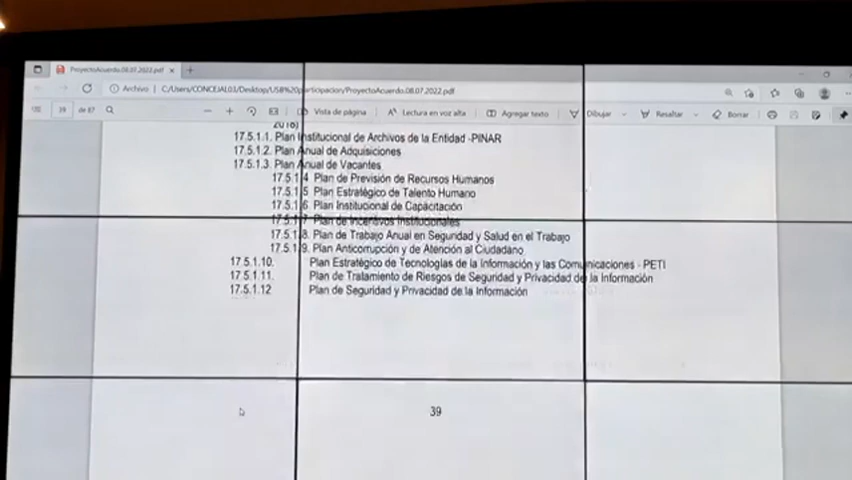 ProyectoAcuerdo.08.07.2022.pdf
Archivo | C:/Users/CONCEJAL03/Desktop/USB%20participacion/ProyectoAcuerdo.08.07.2022.pdf
39 de 87 Vista de página Lectura en voz alta Agregar texto Dibujar Resaltar Borrar
2016)
17.5.1.1. Plan Institucional de Archivos de la Entidad -PINAR
17.5.1.2. Plan Anual de Adquisiciones
17.5.1.3. Plan Anual de Vacantes
17.5.1.4 Plan de Previsión de Recursos Humanos
17.5.1.5 Plan Estratégico de Talento Humano
17.5.1.6 Plan Institucional de Capacitación
17.5.1.7 Plan de Incentivos Institucionales
17.5.1.8. Plan de Trabajo Anual en Seguridad y Salud en el Trabajo
17.5.1.9. Plan Anticorrupción y de Atención al Ciudadano
17.5.1.10. Plan Estratégico de Tecnologías de la Información y las Comunicaciones - PETI
17.5.1.11. Plan de Tratamiento de Riesgos de Seguridad y Privacidad de la Información
17.5.1.12 Plan de Seguridad y Privacidad de la Información
39